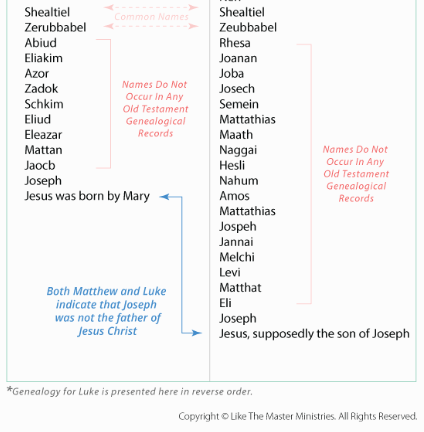 Shealtiel
Zerubbabel
Abiud
Eliakim
Azor
Zadok
Schkim
Eliud
Eleazar
Mattan
Jaocb
Joseph
Jesus was born by Mary
Common Names
Names Do Not
Occur In Any
Old Testament
Genealogical
Records
Both Matthew and Luke
indicate that Joseph
was not the father of
Jesus Christ
Shealtiel
Zeubbabel
Rhesa
Joanan
Joba
Josech
Semein
Mattathias
Maath
Naggai
Hesli
Nahum
Amos
Mattathias
Jospeh
Jannai
Melchi
Levi
Matthat
Eli
Joseph
Jesus, supposedly the son of Joseph
Names Do Not
Occur In Any
Old Testament
Genealogical
Records
*Genealogy for Luke is presented here in reverse order.
Copyright © Like The Master Ministries. All Rights Reserved.